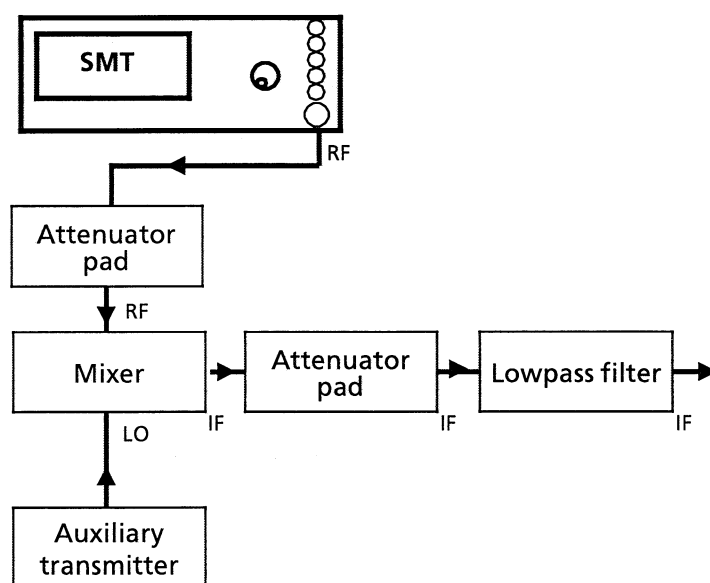 SMT
RF
Attenuator
pad
RF
Mixer
IF
Attenuator
pad
IF
Lowpass filter
IF
LO
Auxiliary
transmitter